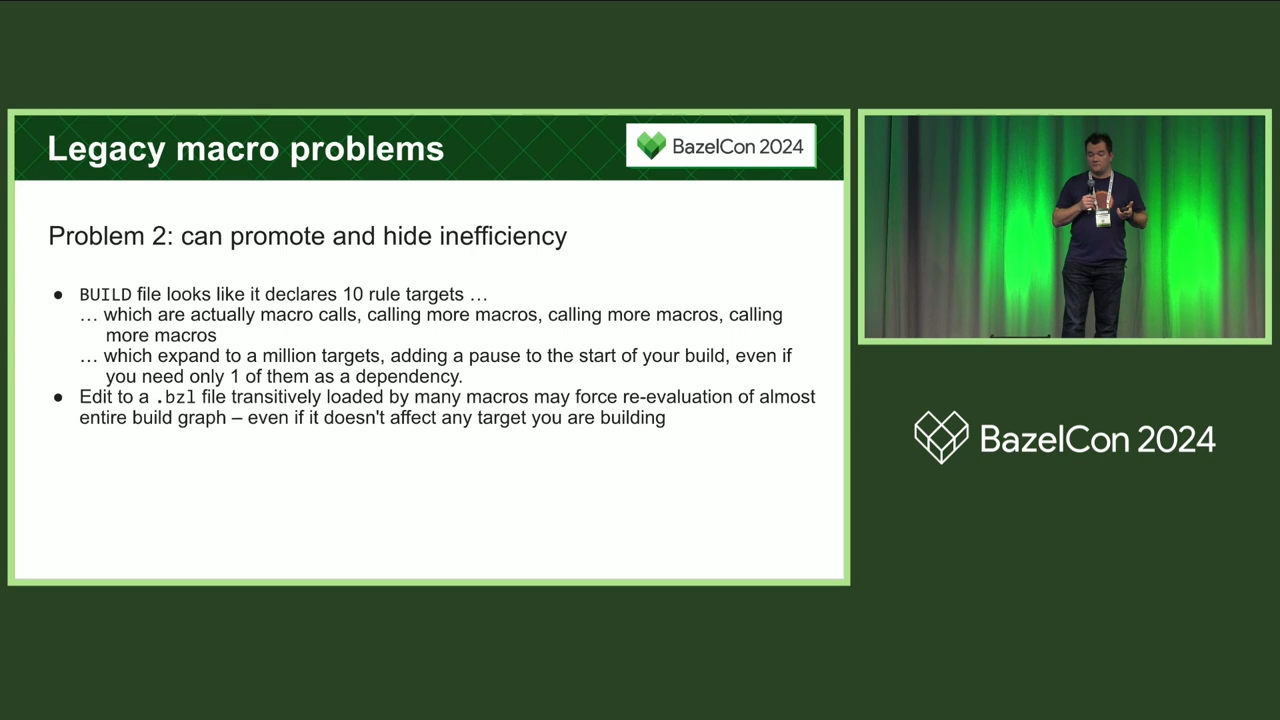 Legacy macro problems
BazelCon 2024
Problem 2: can promote and hide inefficiency
● BUILD file looks like it declares 10 rule targets …
… which are actually macro calls, calling more macros, calling more macros, calling
more macros
… which expand to a million targets, adding a pause to the start of your build, even if
you need only 1 of them as a dependency.
● Edit to a .bzl file transitively loaded by many macros may force re-evaluation of almost
entire build graph – even if it doesn't affect any target you are building
BazelCon 2024